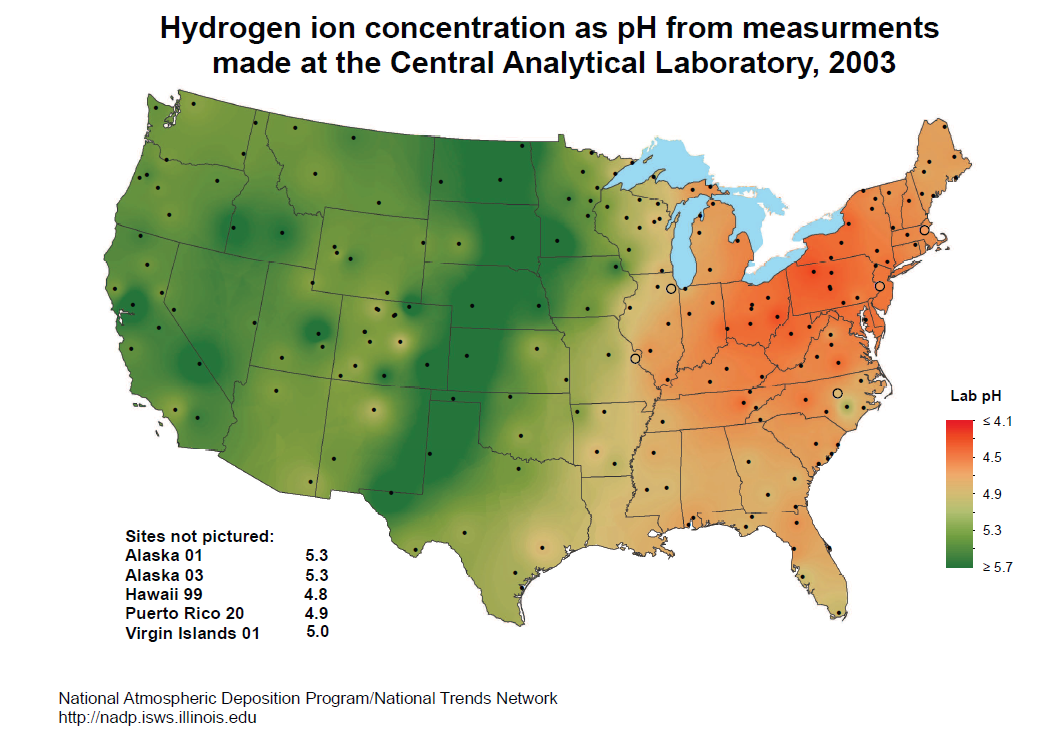 Hydrogen ion concentration as pH from measurments
made at the Central Analytical Laboratory, 2003
Lab pH
≤ 4.1
4.5
4.9
5.3
≥ 5.7
Sites not pictured:
Alaska 01 5.3
Alaska 03 5.3
Hawaii 99 4.8
Puerto Rico 20 4.9
Virgin Islands 01 5.0
National Atmospheric Deposition Program/National Trends Network
http://nadp.isws.illinois.edu